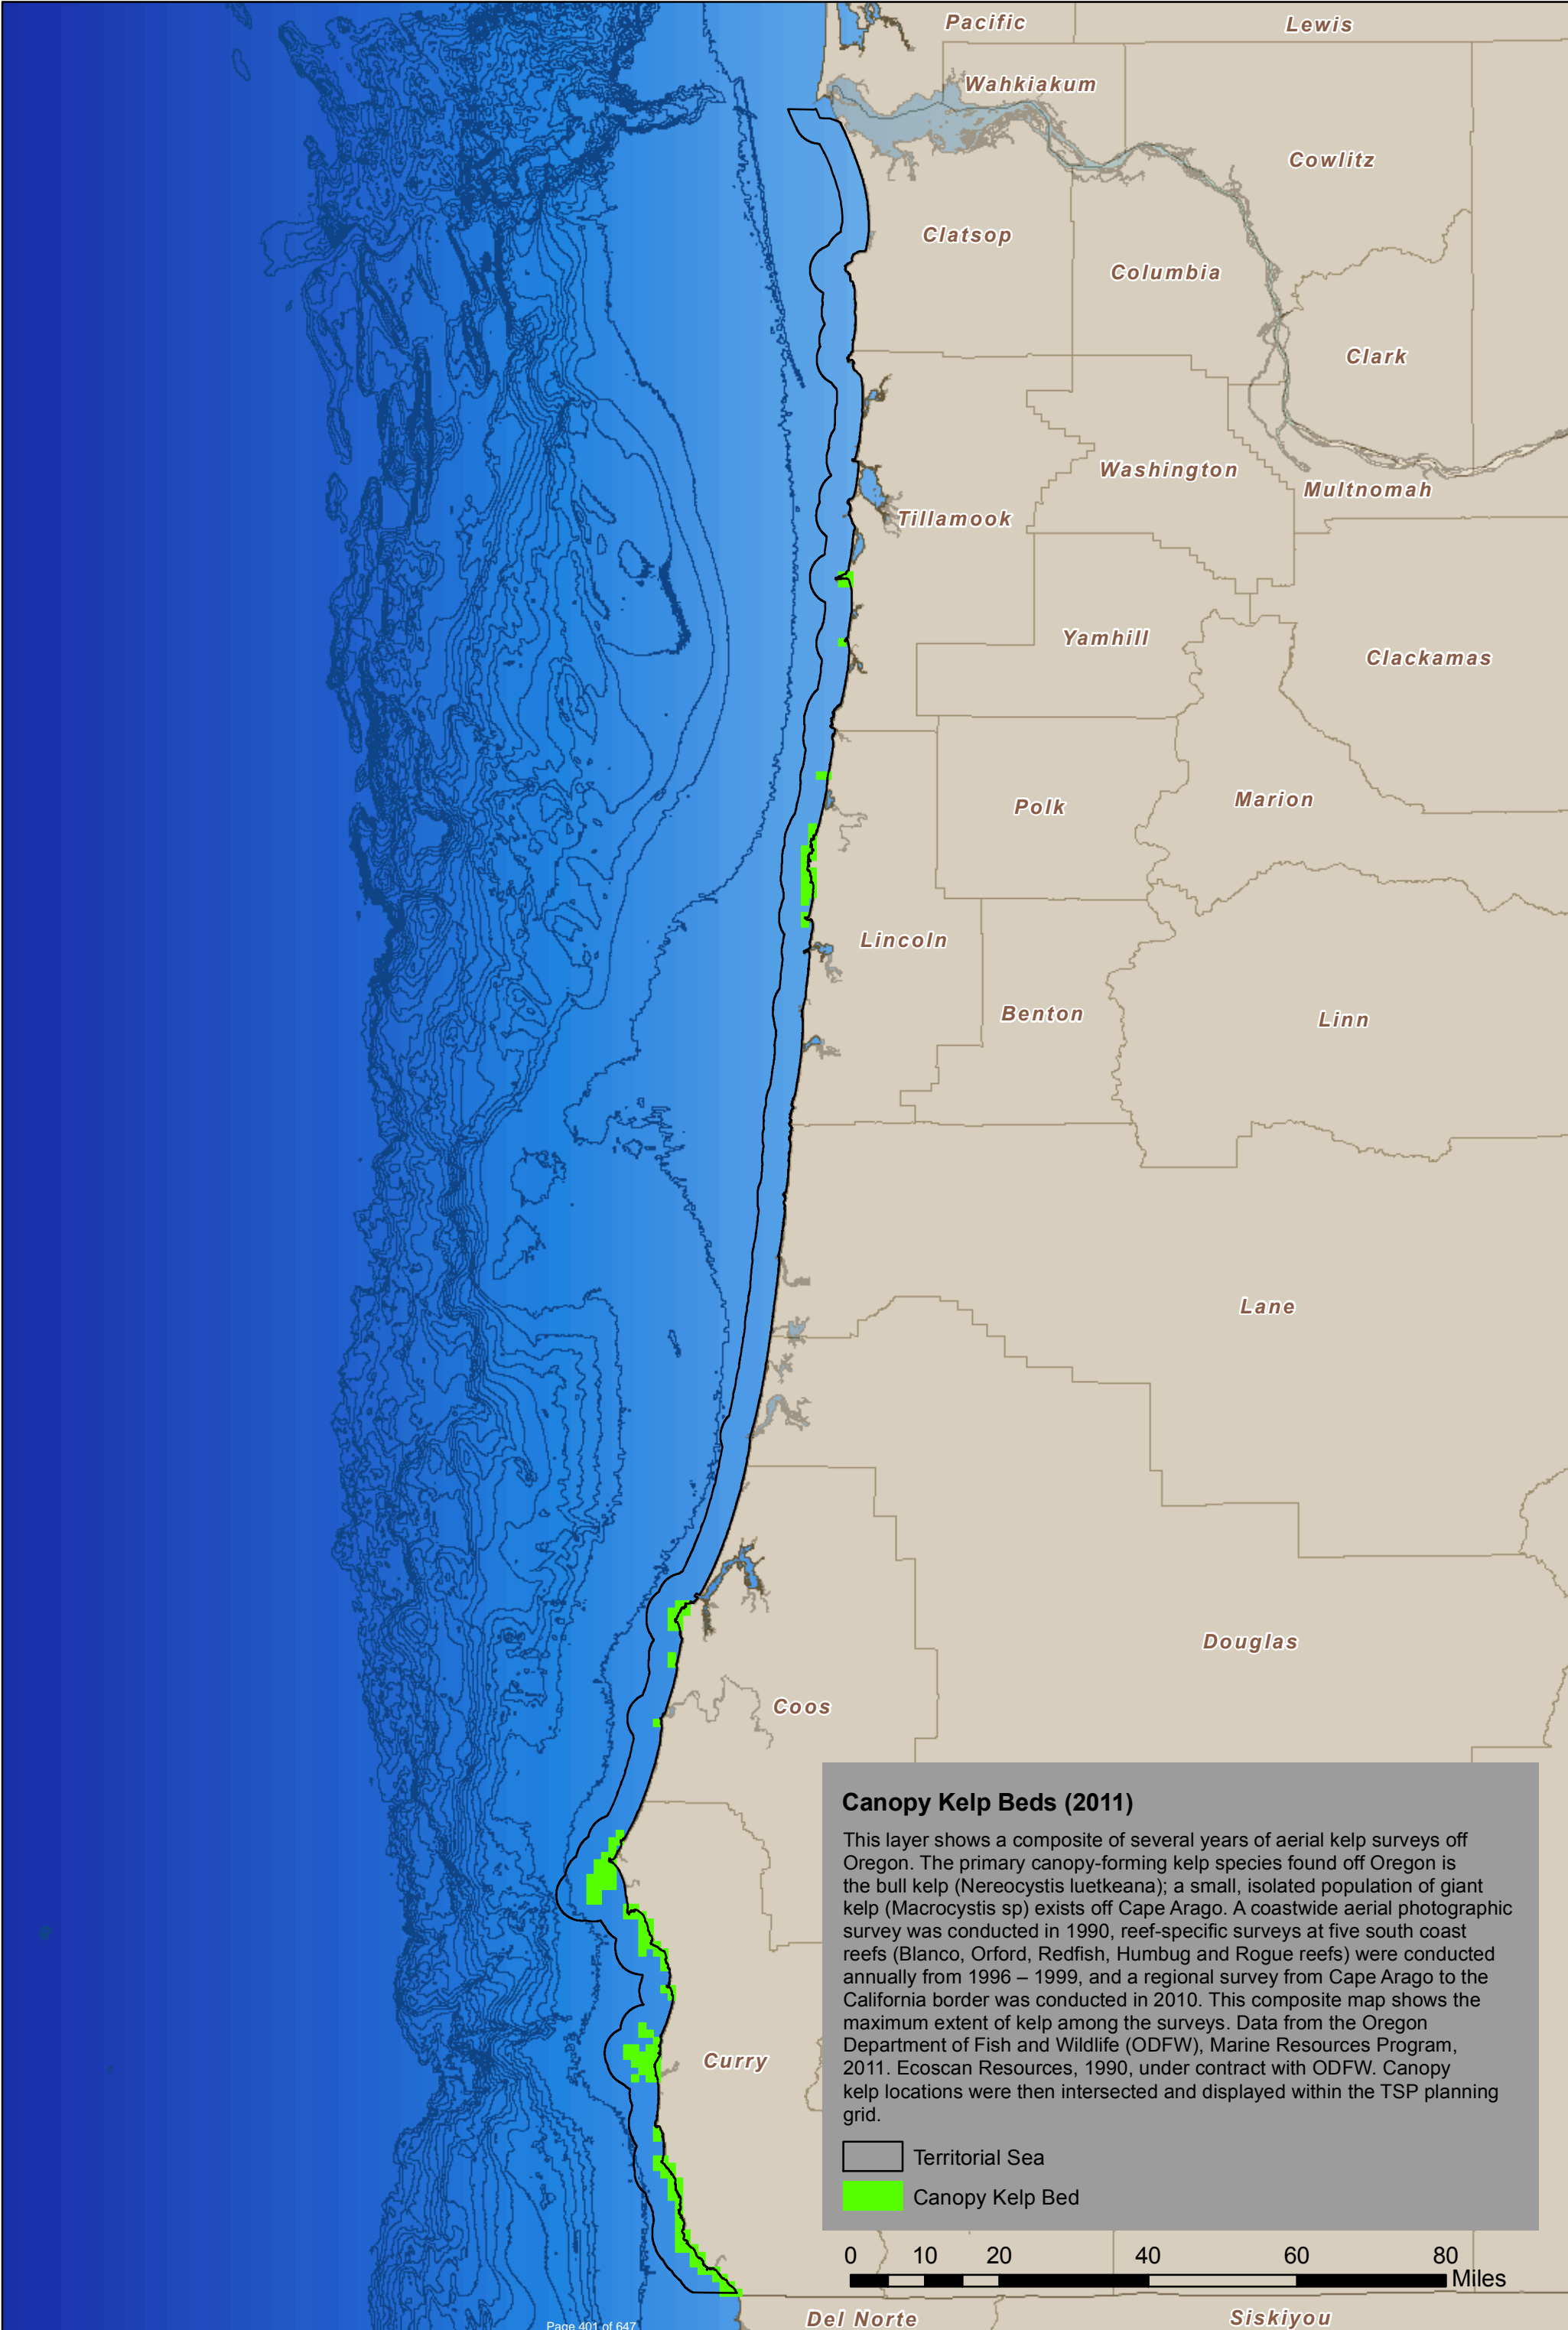 Pacific
Lewis
Wahkiakum
Cowlitz
Clatsop
Columbia
Clark
Washington
Multnomah
Tillamook
Yamhill
Clackamas
Polk
Marion
Lincoln
Benton
Linn
Lane
Douglas
Coos
Curry
Canopy Kelp Beds (2011)
This layer shows a composite of several years of aerial kelp surveys off
Oregon. The primary canopy-forming kelp species found off Oregon is
the bull kelp (Nereocystis luetkeana); a small, isolated population of giant
kelp (Macrocystis sp) exists off Cape Arago. A coastwide aerial photographic
survey was conducted in 1990, reef-specific surveys at five south coast
reefs (Blanco, Orford, Redfish, Humbug and Rogue reefs) were conducted
annually from 1996 – 1999, and a regional survey from Cape Arago to the
California border was conducted in 2010. This composite map shows the
maximum extent of kelp among the surveys. Data from the Oregon
Department of Fish and Wildlife (ODFW), Marine Resources Program,
2011. Ecoscan Resources, 1990, under contract with ODFW. Canopy
kelp locations were then intersected and displayed within the TSP planning
grid.
Territorial Sea
Canopy Kelp Bed
0 10 20 40 60 80
Miles
Del Norte
Siskiyou
Page 401 of 647